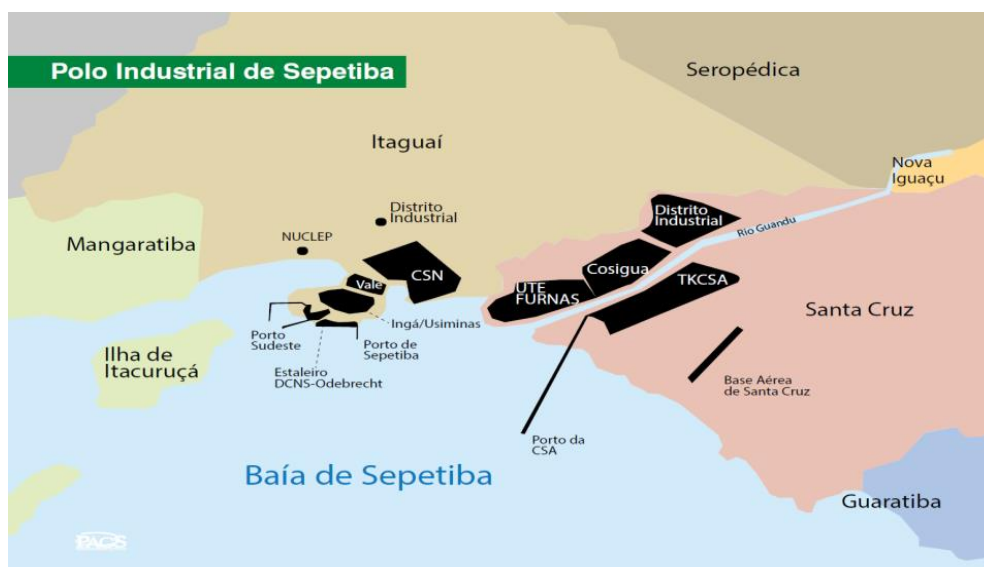 Polo Industrial de Sepetiba
Seropédica
Itaguaí
Nova
Iguaçu
Distrito
Industrial
Distrito
Industrial
Rio Guandu
Mangaratiba
NUCLEP
Cosigua
CSN
TKCSA
Vale
UTE
FURNAS
Santa Cruz
Ingá/Usiminas
Porto
Sudeste
Porto de
Sepetiba
Ilha de
Itacuruçá
Estaleiro
DCNS-Odebrecht
Base Aérea
de Santa Cruz
Porto da
CSA
Baía de Sepetiba
Guaratiba
PACS